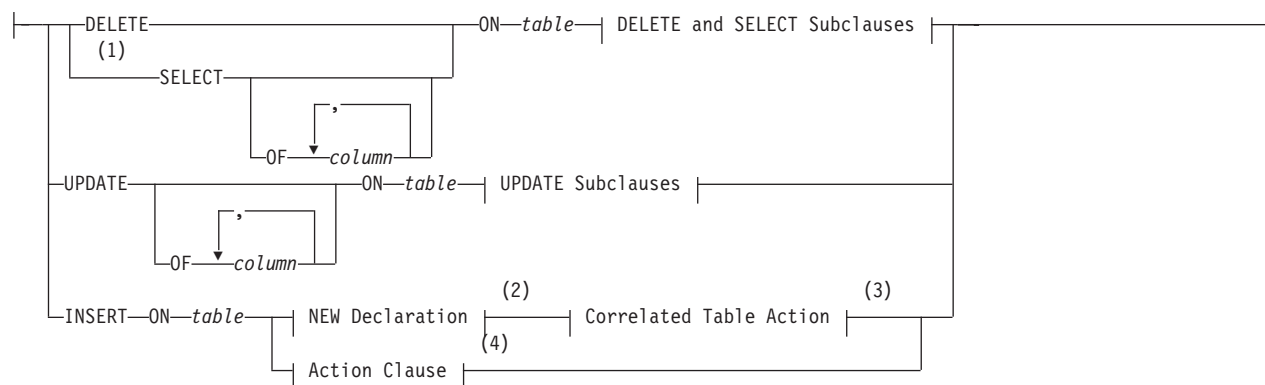 DELETE ON table DELETE and SELECT Subclauses
(1)
SELECT
,
OF column
UPDATE ON table UPDATE Subclauses
,
OF column
(2) (3)
INSERT ON table NEW Declaration Correlated Table Action
(4)
Action Clause